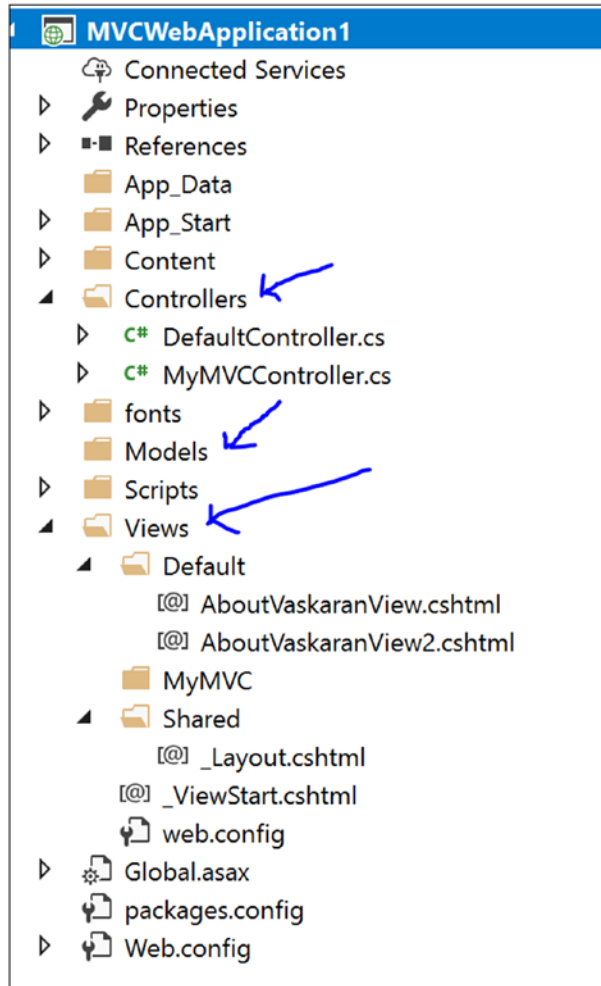 MVCWebApplication1
Connected Services
Properties
References
App_Data
App_Start
Content
Controllers
C# DefaultController.cs
C# MyMVCController.cs
fonts
Models
Scripts
Views
Default
[@] AboutVaskaranView.cshtml
[@] AboutVaskaranView2.cshtml
MyMVC
Shared
[@] _Layout.cshtml
[@] _ViewStart.cshtml
web.config
Global.asax
packages.config
Web.config